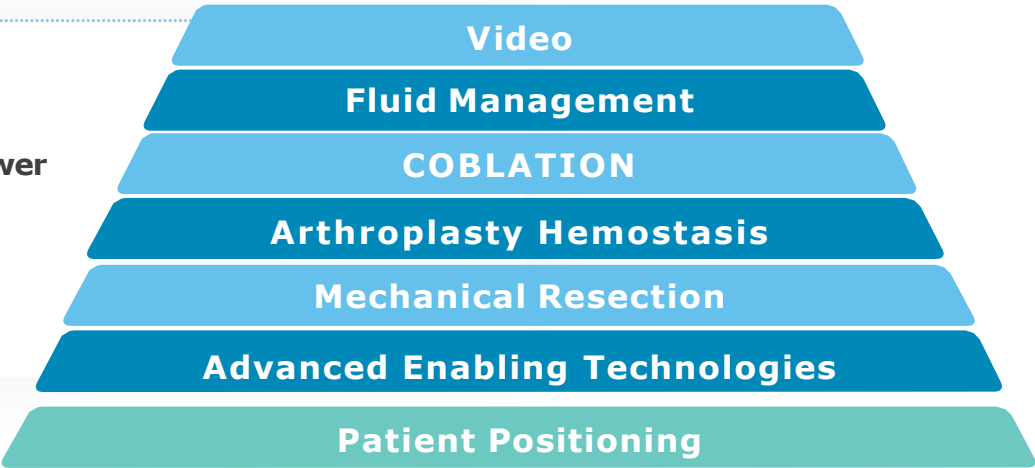 Video
Fluid Management
COBLATION
Arthroplasty Hemostasis
Mechanical Resection
Advanced Enabling Technologies
Patient Positioning